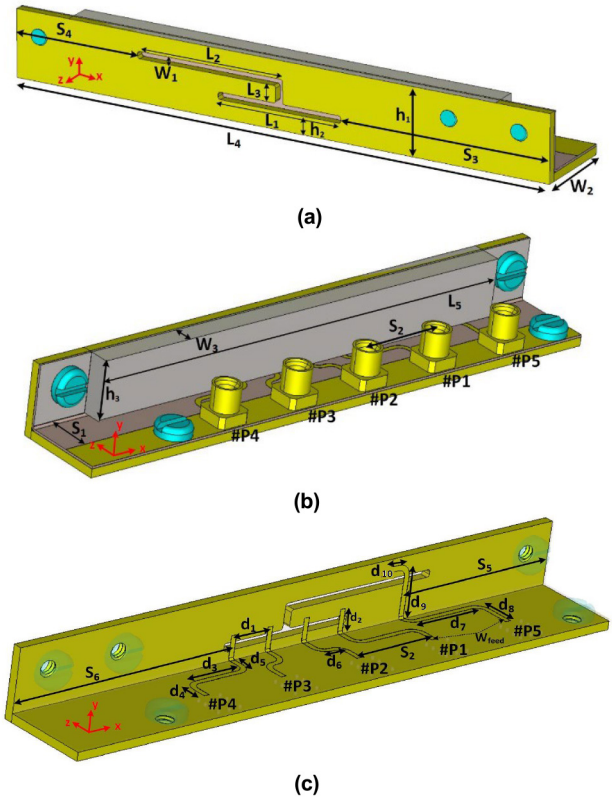 S4
L2
W1
L3
L1
h1
h2
L4
S3
W2
y
x
z
(a)
L5
W3
S2
h3
#P5
#P1
#P2
#P3
#P4
S1
y
x
z
(b)
d10
S5
d9
d8
d7
d1
d2
Wfeed
#P5
S6
d3
d5
d6
S2
#P1
#P2
#P3
d4
#P4
y
x
z
(c)